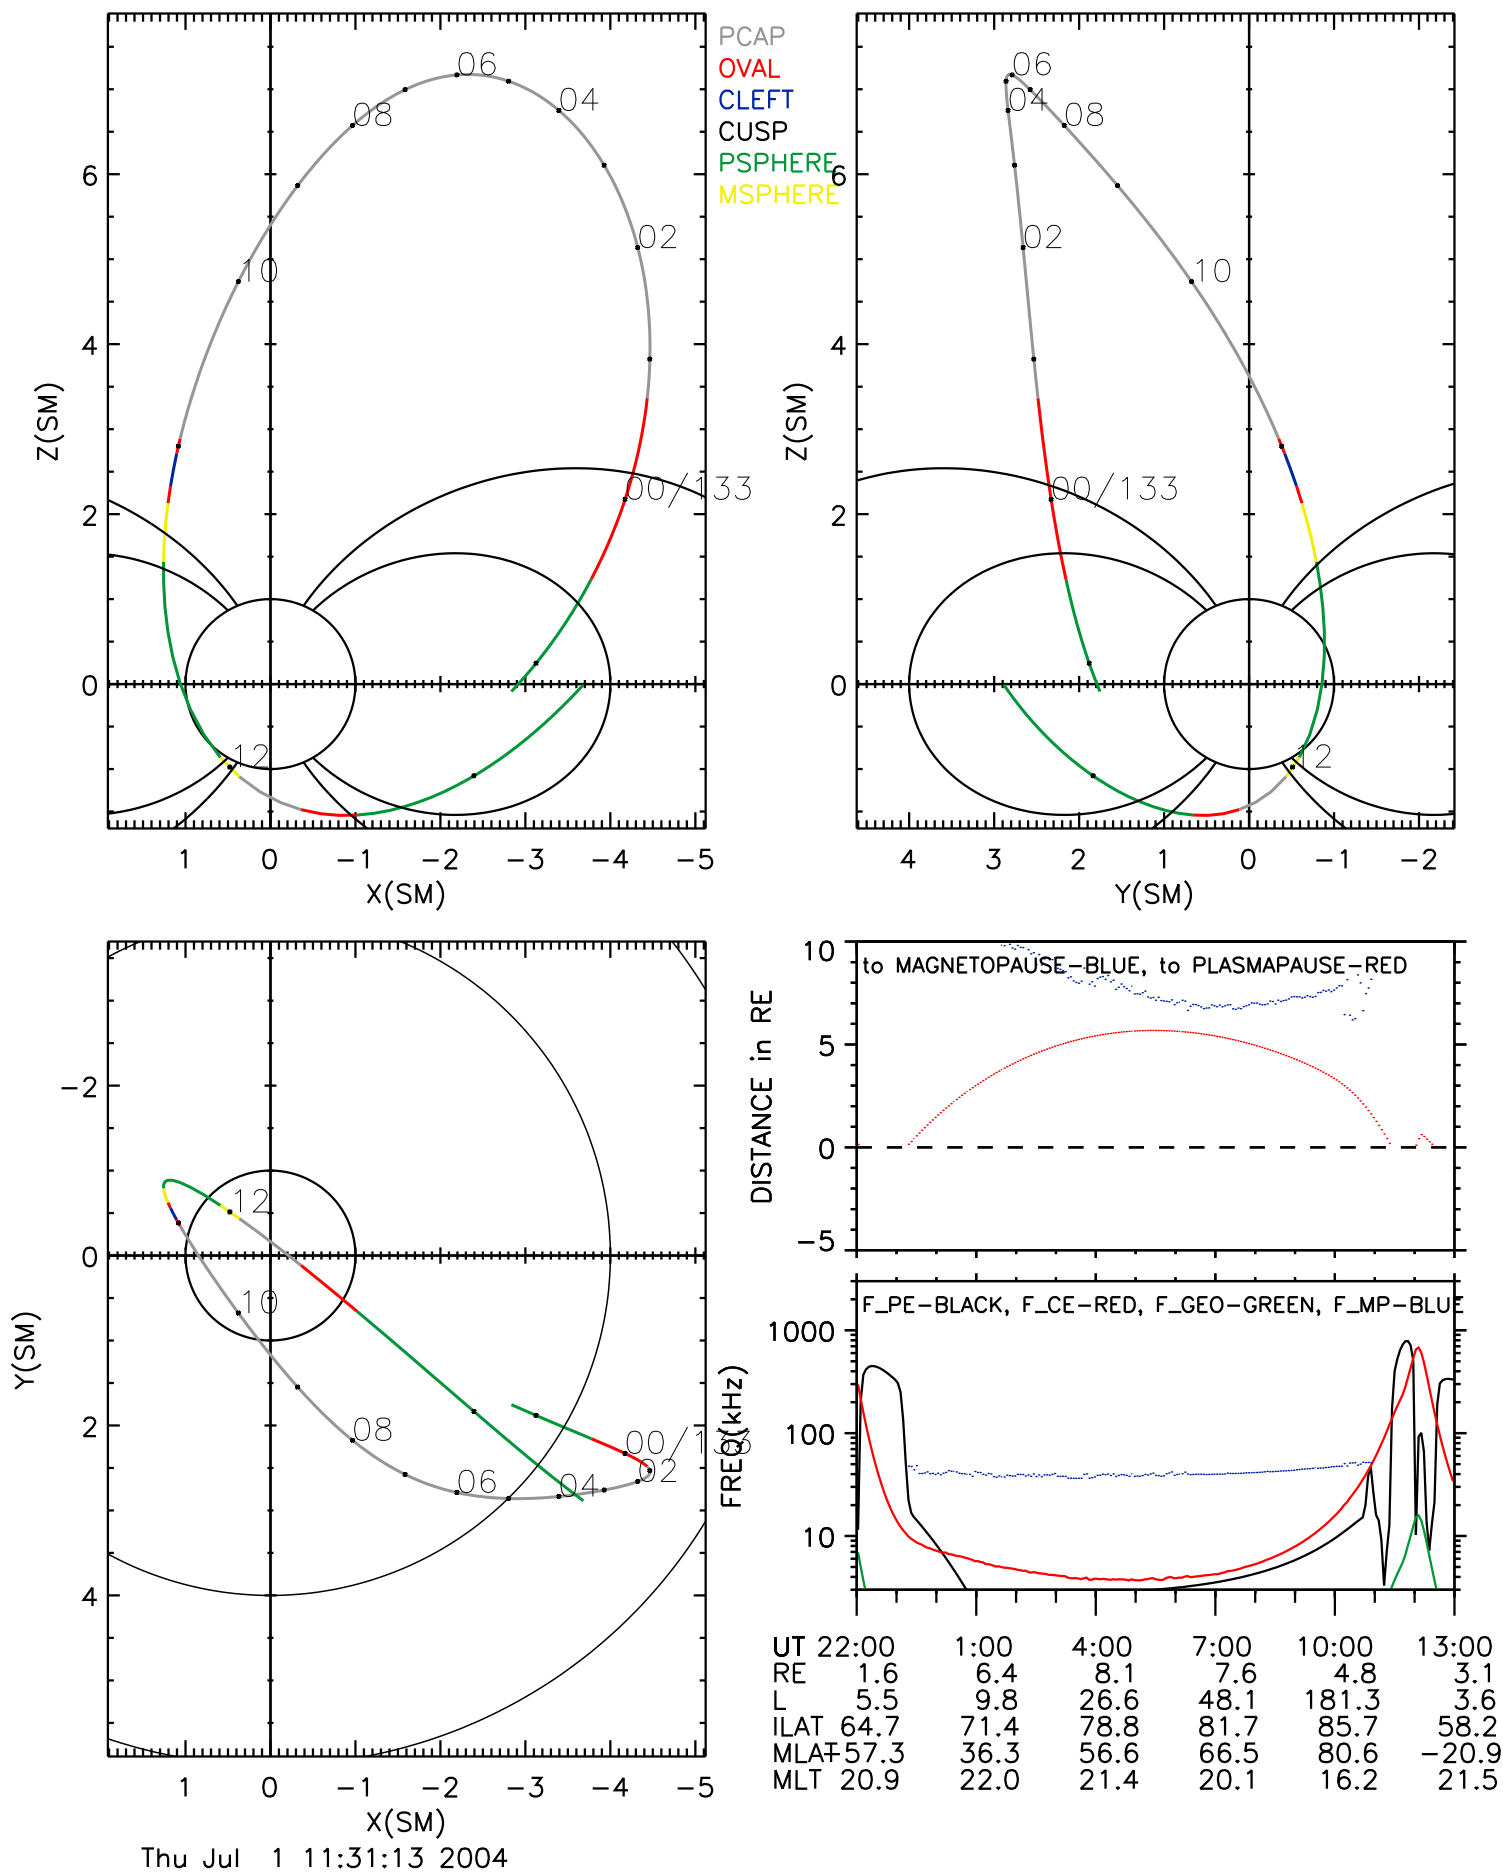 PCAP
OVAL
CLEFT
CUSP
PSPHERE
MSPHERE
06
04
08
02
10
00/133
12
6
4
2
0
Z(SM)
1 0 -1 -2 -3 -4 -5
X(SM)
06
04
08
02
10
00/133
12
6
4
2
0
Z(SM)
4 3 2 1 0 -1 -2
Y(SM)
12
10
08
06
04
02
00/133
-2
0
2
4
Y(SM)
1 0 -1 -2 -3 -4 -5
X(SM)
to MAGNETOPAUSE-BLUE, to PLASMAPAUSE-RED
10
5
0
-5
DISTANCE in RE
F_PE-BLACK, F_CE-RED, F_GEO-GREEN, F_MP-BLUE
1000
100
10
FREQ(kHz)
UT 22:00 1:00 4:00 7:00 10:00 13:00
RE 1.6 6.4 8.1 7.6 4.8 3.1
L 5.5 9.8 26.6 48.1 181.3 3.6
ILAT 64.7 71.4 78.8 81.7 85.7 58.2
MLAT-57.3 36.3 56.6 66.5 80.6 -20.9
MLT 20.9 22.0 21.4 20.1 16.2 21.5
Thu Jul 1 11:31:13 2004